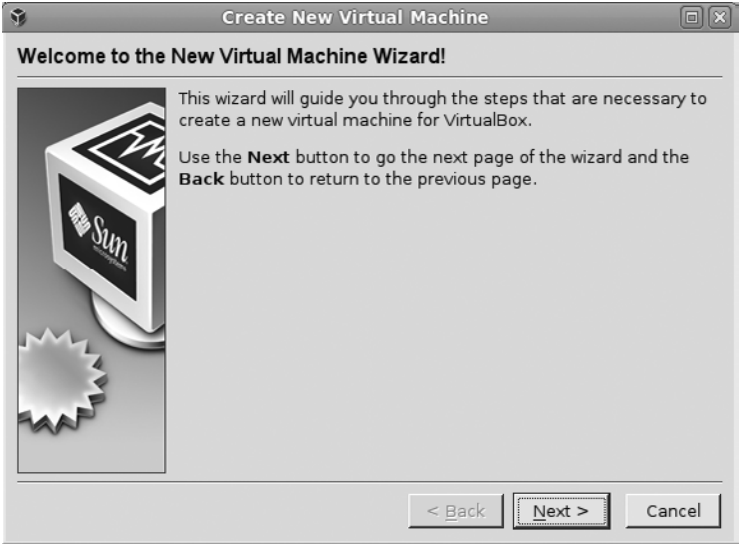 Create New Virtual Machine
Welcome to the New Virtual Machine Wizard!
This wizard will guide you through the steps that are necessary to
create a new virtual machine for VirtualBox.
Use the Next button to go the next page of the wizard and the
Back button to return to the previous page.
Sun
microsystems
< Back
Next >
Cancel